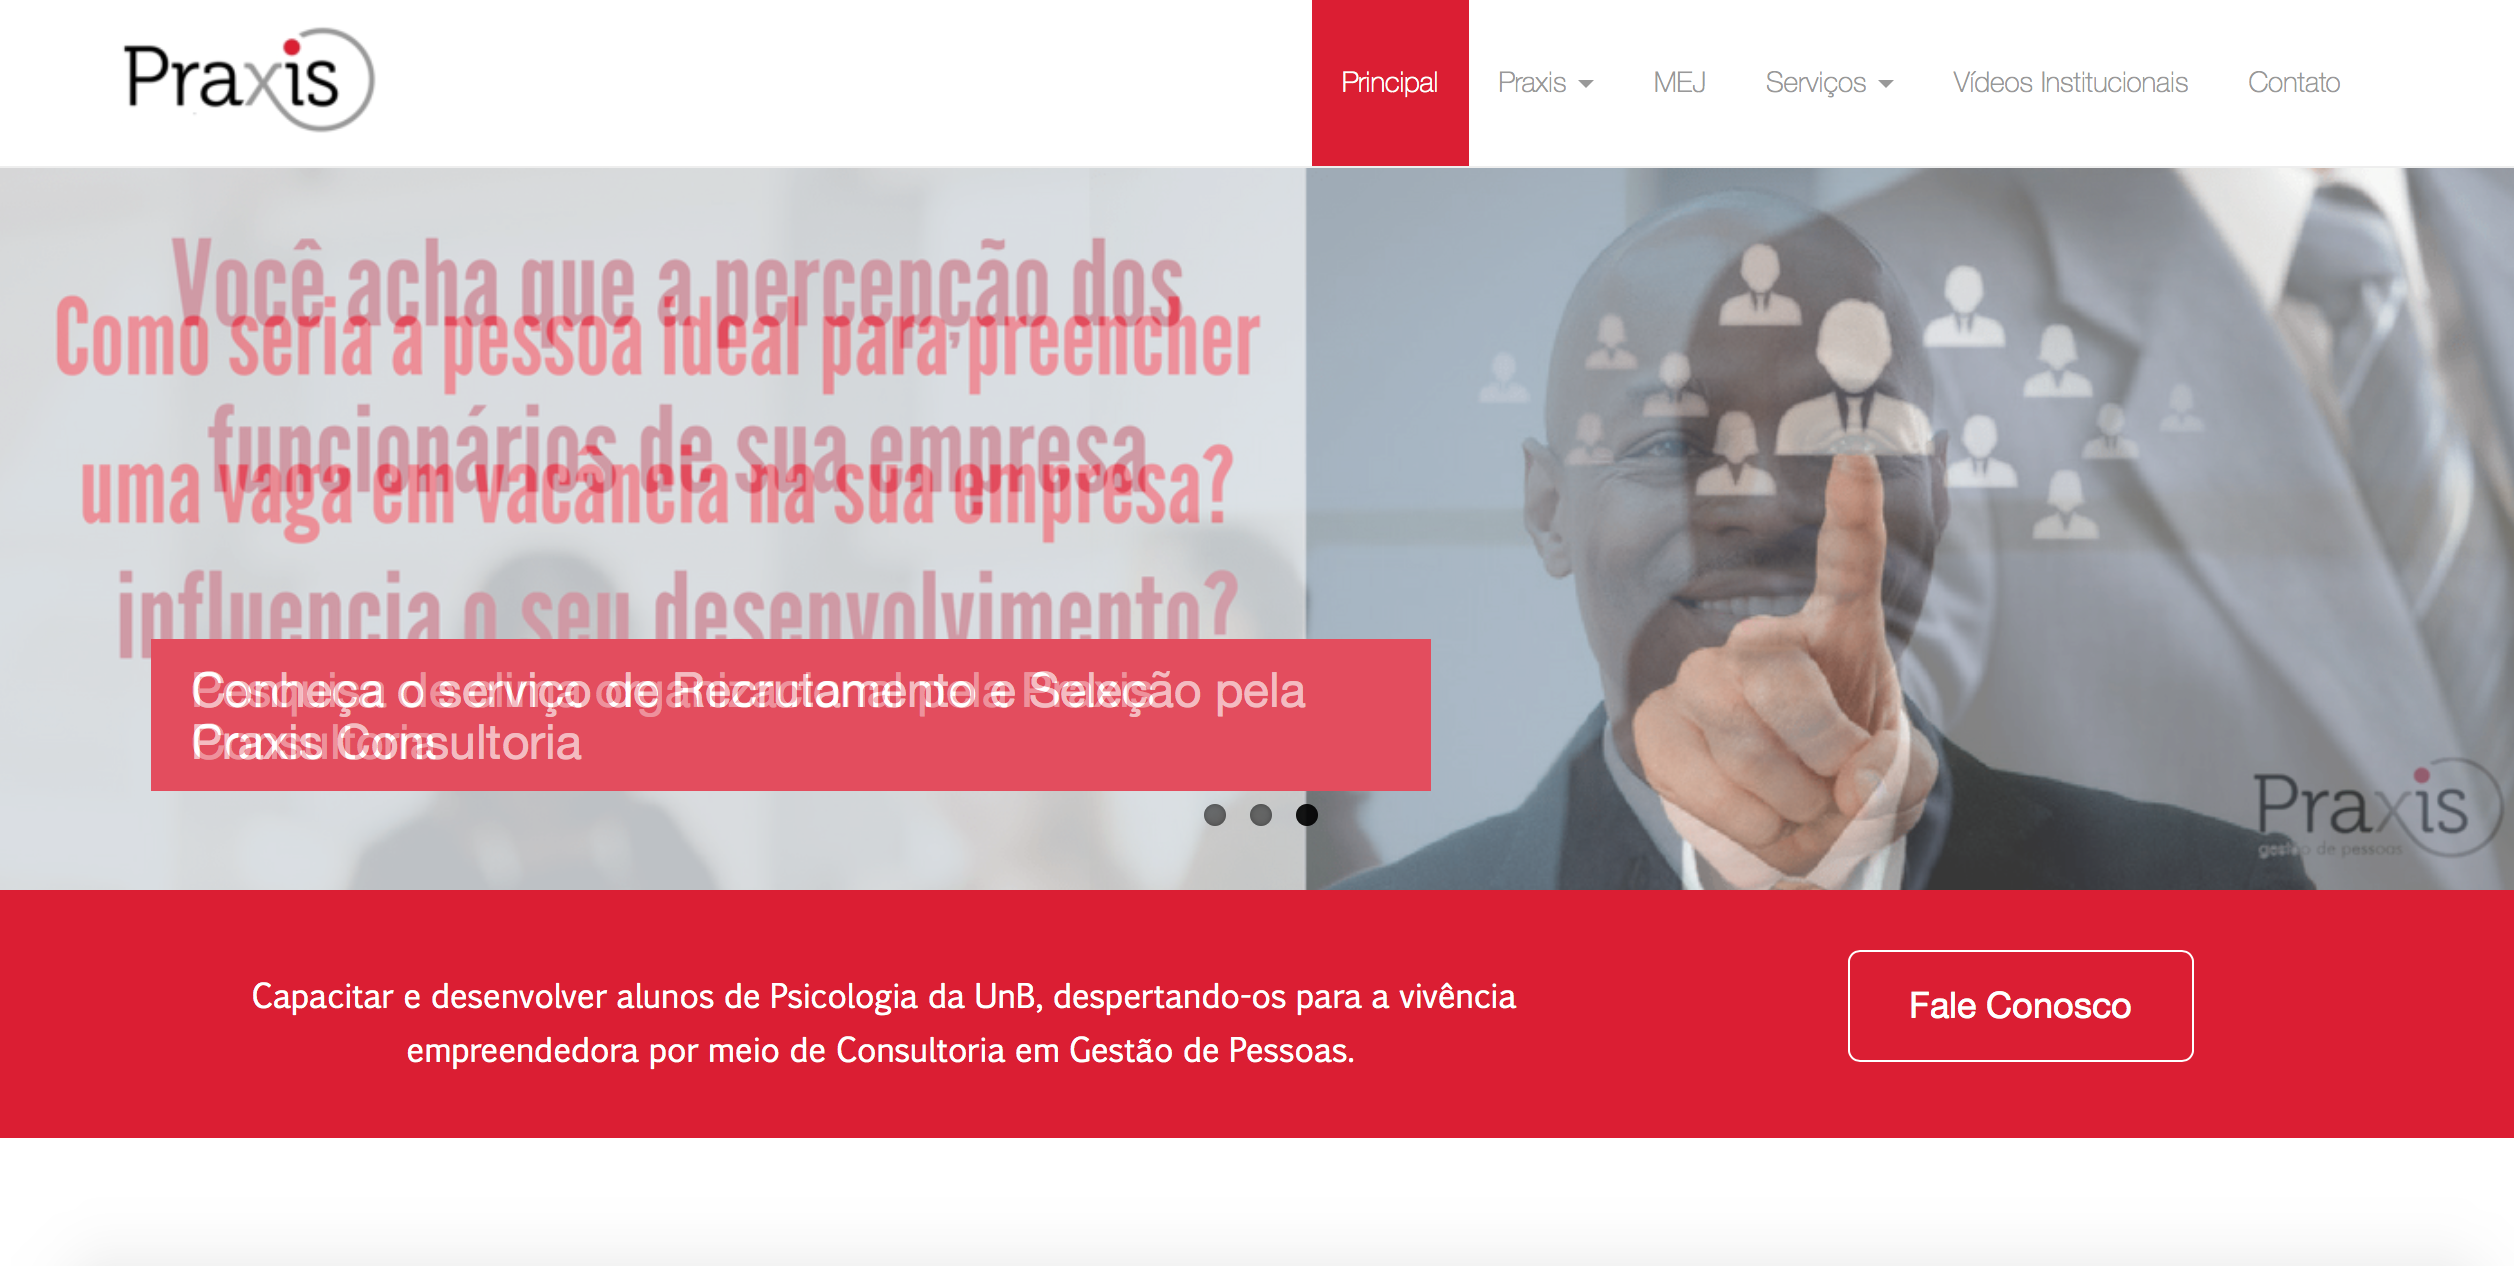 Praxis
Principal
Praxis
MEJ
Serviços
Vídeos Institucionais
Contato
Você acha que a percepção dos
funcionários de sua empresa
influencia o seu desenvolvimento?
Como seria a pessoa ideal para preencher
uma vaga em vacância na sua empresa?
Conheça o serviço de Recrutamento e Seleção pela
Praxis Consultoria
Praxis
gestão de pessoas
Capacitar e desenvolver alunos de Psicologia da UnB, despertando-os para a vivência
empreendedora por meio de Consultoria em Gestão de Pessoas.
Fale Conosco